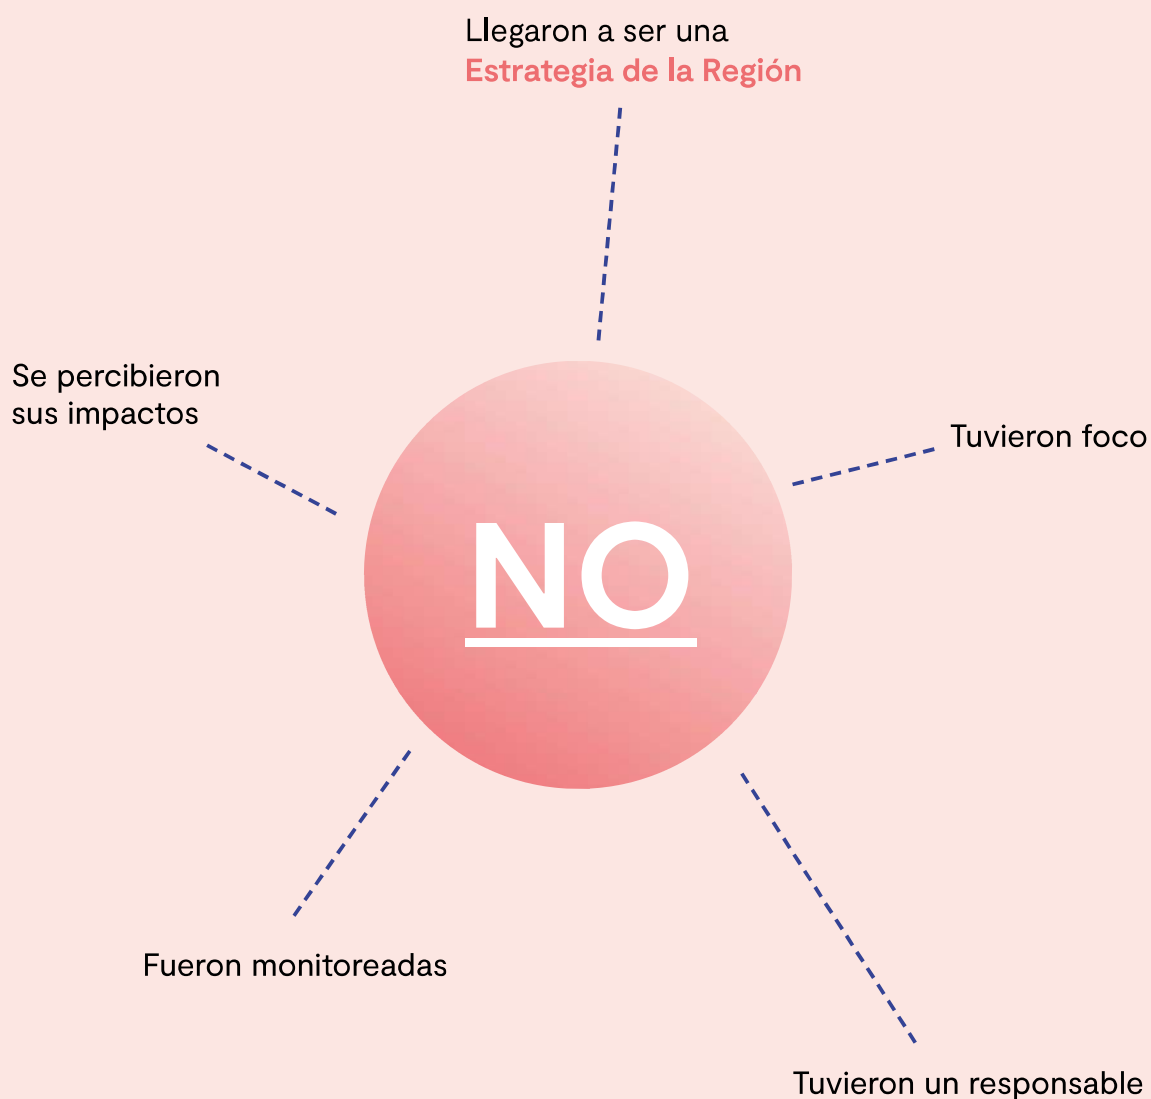 Llegaron a ser una
Estrategia de la Región
Se percibieron
sus impactos
Tuvieron foco
NO
Fueron monitoreadas
Tuvieron un responsable